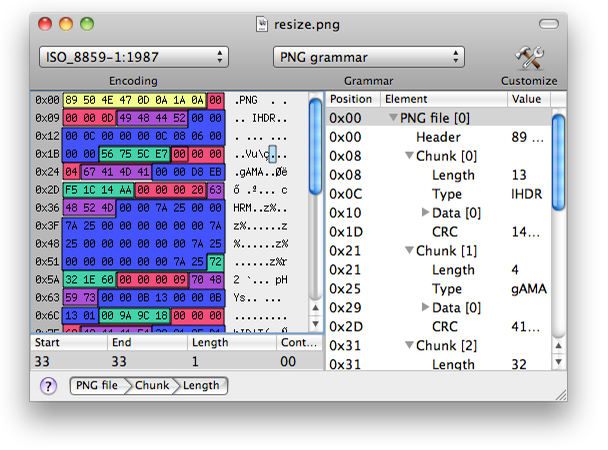 resize.png
ISO_8859-1:1987
PNG grammar
Encoding
Grammar
Customize
0x00 89 50 4E 47 0D 0A 1A 0A 00 .PNG . .
0x09 00 00 0D 49 48 44 52 00 00 .. IHDR..
0x12 00 0C 00 00 00 0C 08 06 00 ... ......
0x1B 00 00 56 75 5C E7 00 00 00 ..Vu\ç...
0x24 04 67 41 4D 41 00 00 D8 EB .gAMA..Øë
0x2D F5 1C 14 AA 00 00 00 20 63 õ .ª... c
0x36 48 52 4D 00 00 7A 25 00 00 HRM..z%..
0x3F 7A 25 00 00 00 00 00 00 00 z%.......
0x48 00 00 00 00 00 00 00 7A 25 .......z%
0x51 00 00 00 00 00 00 7A 25 72 ......z%r
0x5A 32 1E 60 00 00 00 09 70 48 2 `... pH
0x63 59 73 00 00 0B 13 00 00 0B Ys.. ..
0x6C 13 01 00 9A 9C 18 00 00 00
Position Element Value
0x00 PNG file [0]
0x00 Header 89 ...
0x08 Chunk [0]
0x08 Length 13
0x0C Type IHDR
0x10 Data [0]
0x1D CRC 14...
0x21 Chunk [1]
0x21 Length 4
0x25 Type gAMA
0x29 Data [0]
0x2D CRC 41...
0x31 Chunk [2]
0x31 Length 32
Start End Length Cont...
33 33 1 00
? PNG file Chunk Length